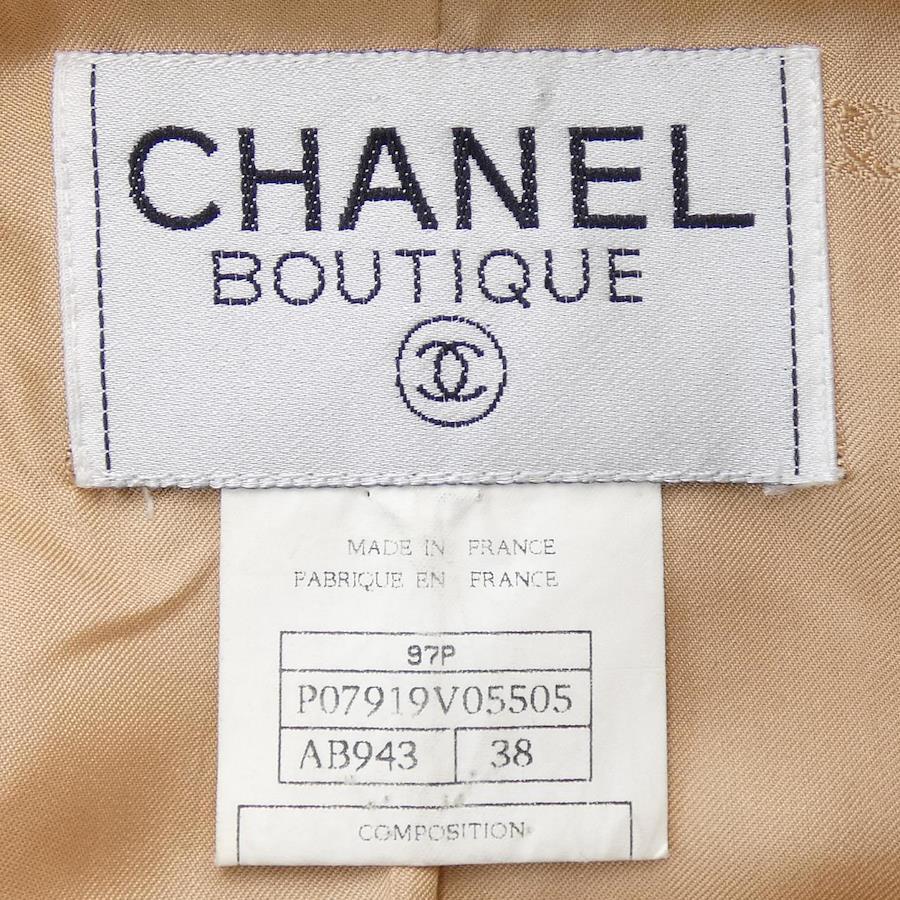 CHANEL
BOUTIQUE
MADE IN FRANCE
FABRIQUE EN FRANCE
97P
P07919V05505
AB943 38
COMPOSITION